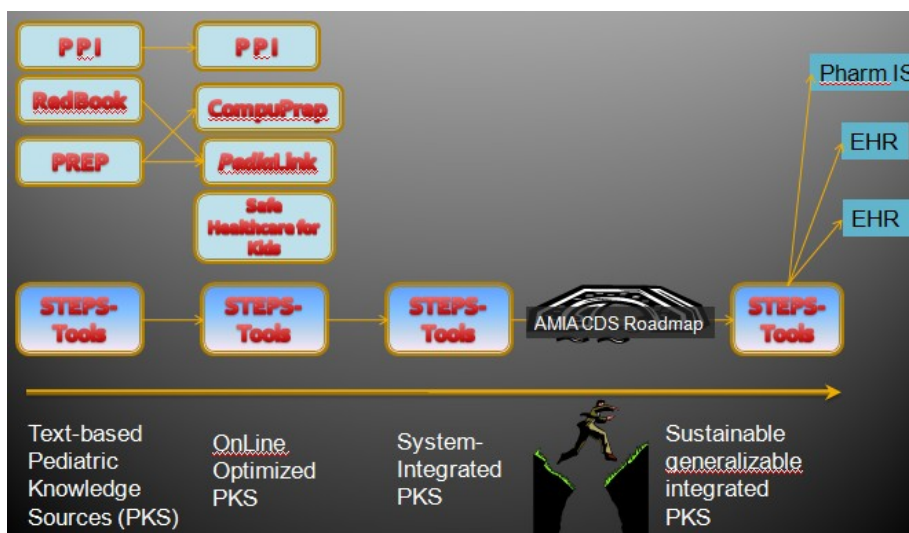 PPI
PPI
RedBook
CompuPrep
PREP
PediaLink
Safe
Healthcare for
Kids
Pharm IS
EHR
EHR
STEPS-
Tools
STEPS-
Tools
STEPS-
Tools
AMIA CDS Roadmap
STEPS-
Tools
Text-based
Pediatric
Knowledge
Sources (PKS)
OnLine
Optimized
PKS
System-
Integrated
PKS
Sustainable
generalizable
integrated
PKS